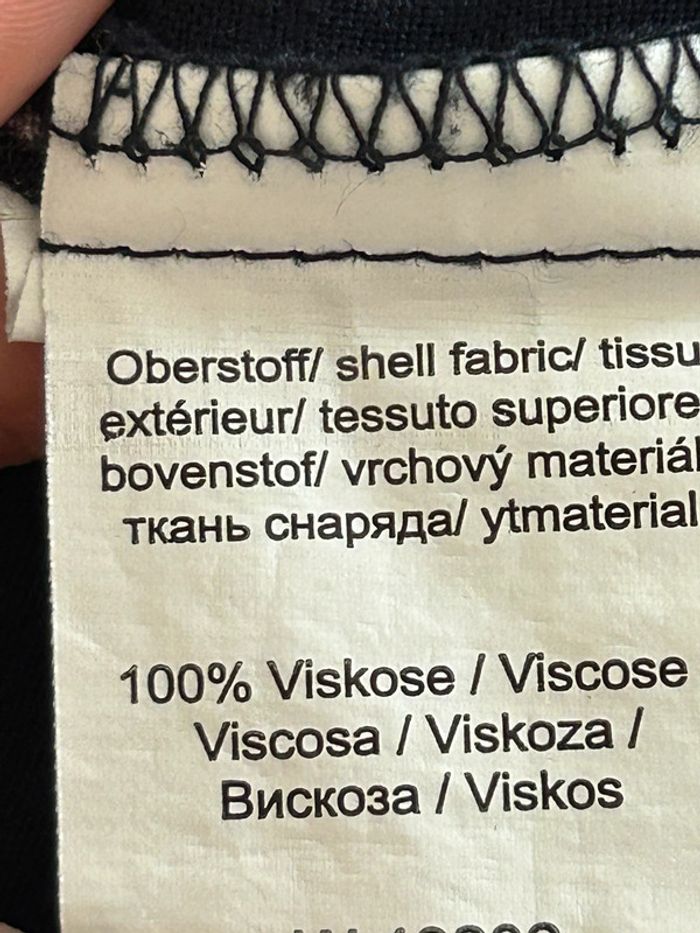 Oberstoff/ shell fabric/ tissu
extérieur/ tessuto superiore
bovenstof/ vrchový materiál
ткань снаряда/ ytmaterial
100% Viskose / Viscose
Viscosa / Viskoza /
Вискоза / Viskos